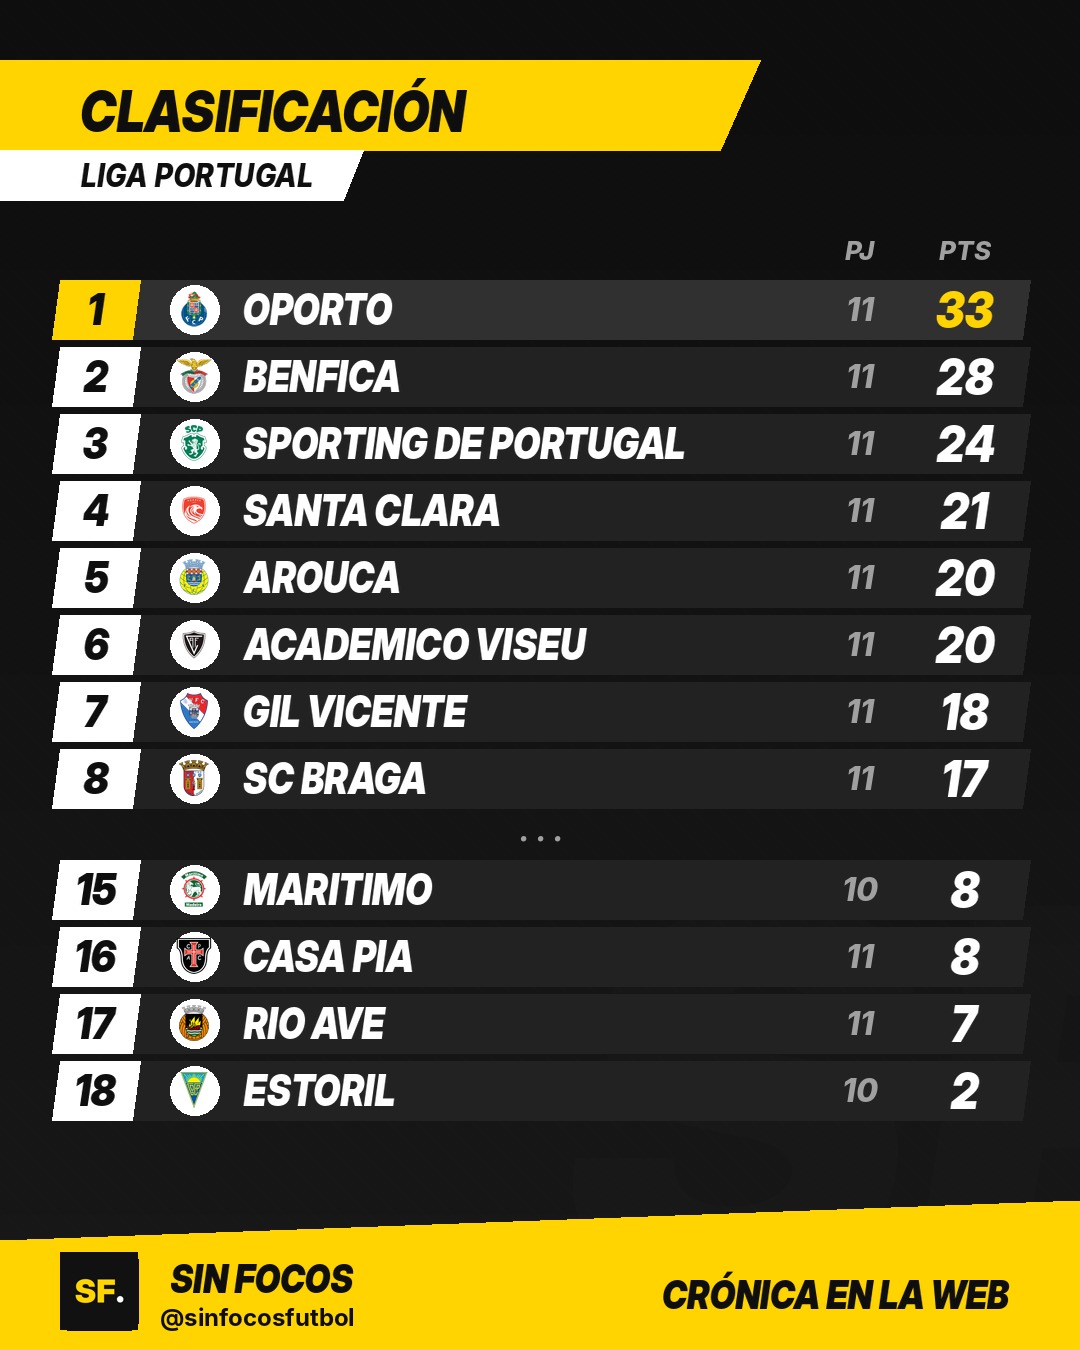 CLASIFICACIÓN
LIGA PORTUGAL
PJ PTS
1 OPORTO 11 33
2 BENFICA 11 28
3 SPORTING DE PORTUGAL 11 24
4 SANTA CLARA 11 21
5 AROUCA 11 20
6 ACADEMICO VISEU 11 20
7 GIL VICENTE 11 18
8 SC BRAGA 11 17
...
15 MARITIMO 10 8
16 CASA PIA 11 8
17 RIO AVE 11 7
18 ESTORIL 10 2
SF. SIN FOCOS
@sinfocosfutbol
CRÓNICA EN LA WEB